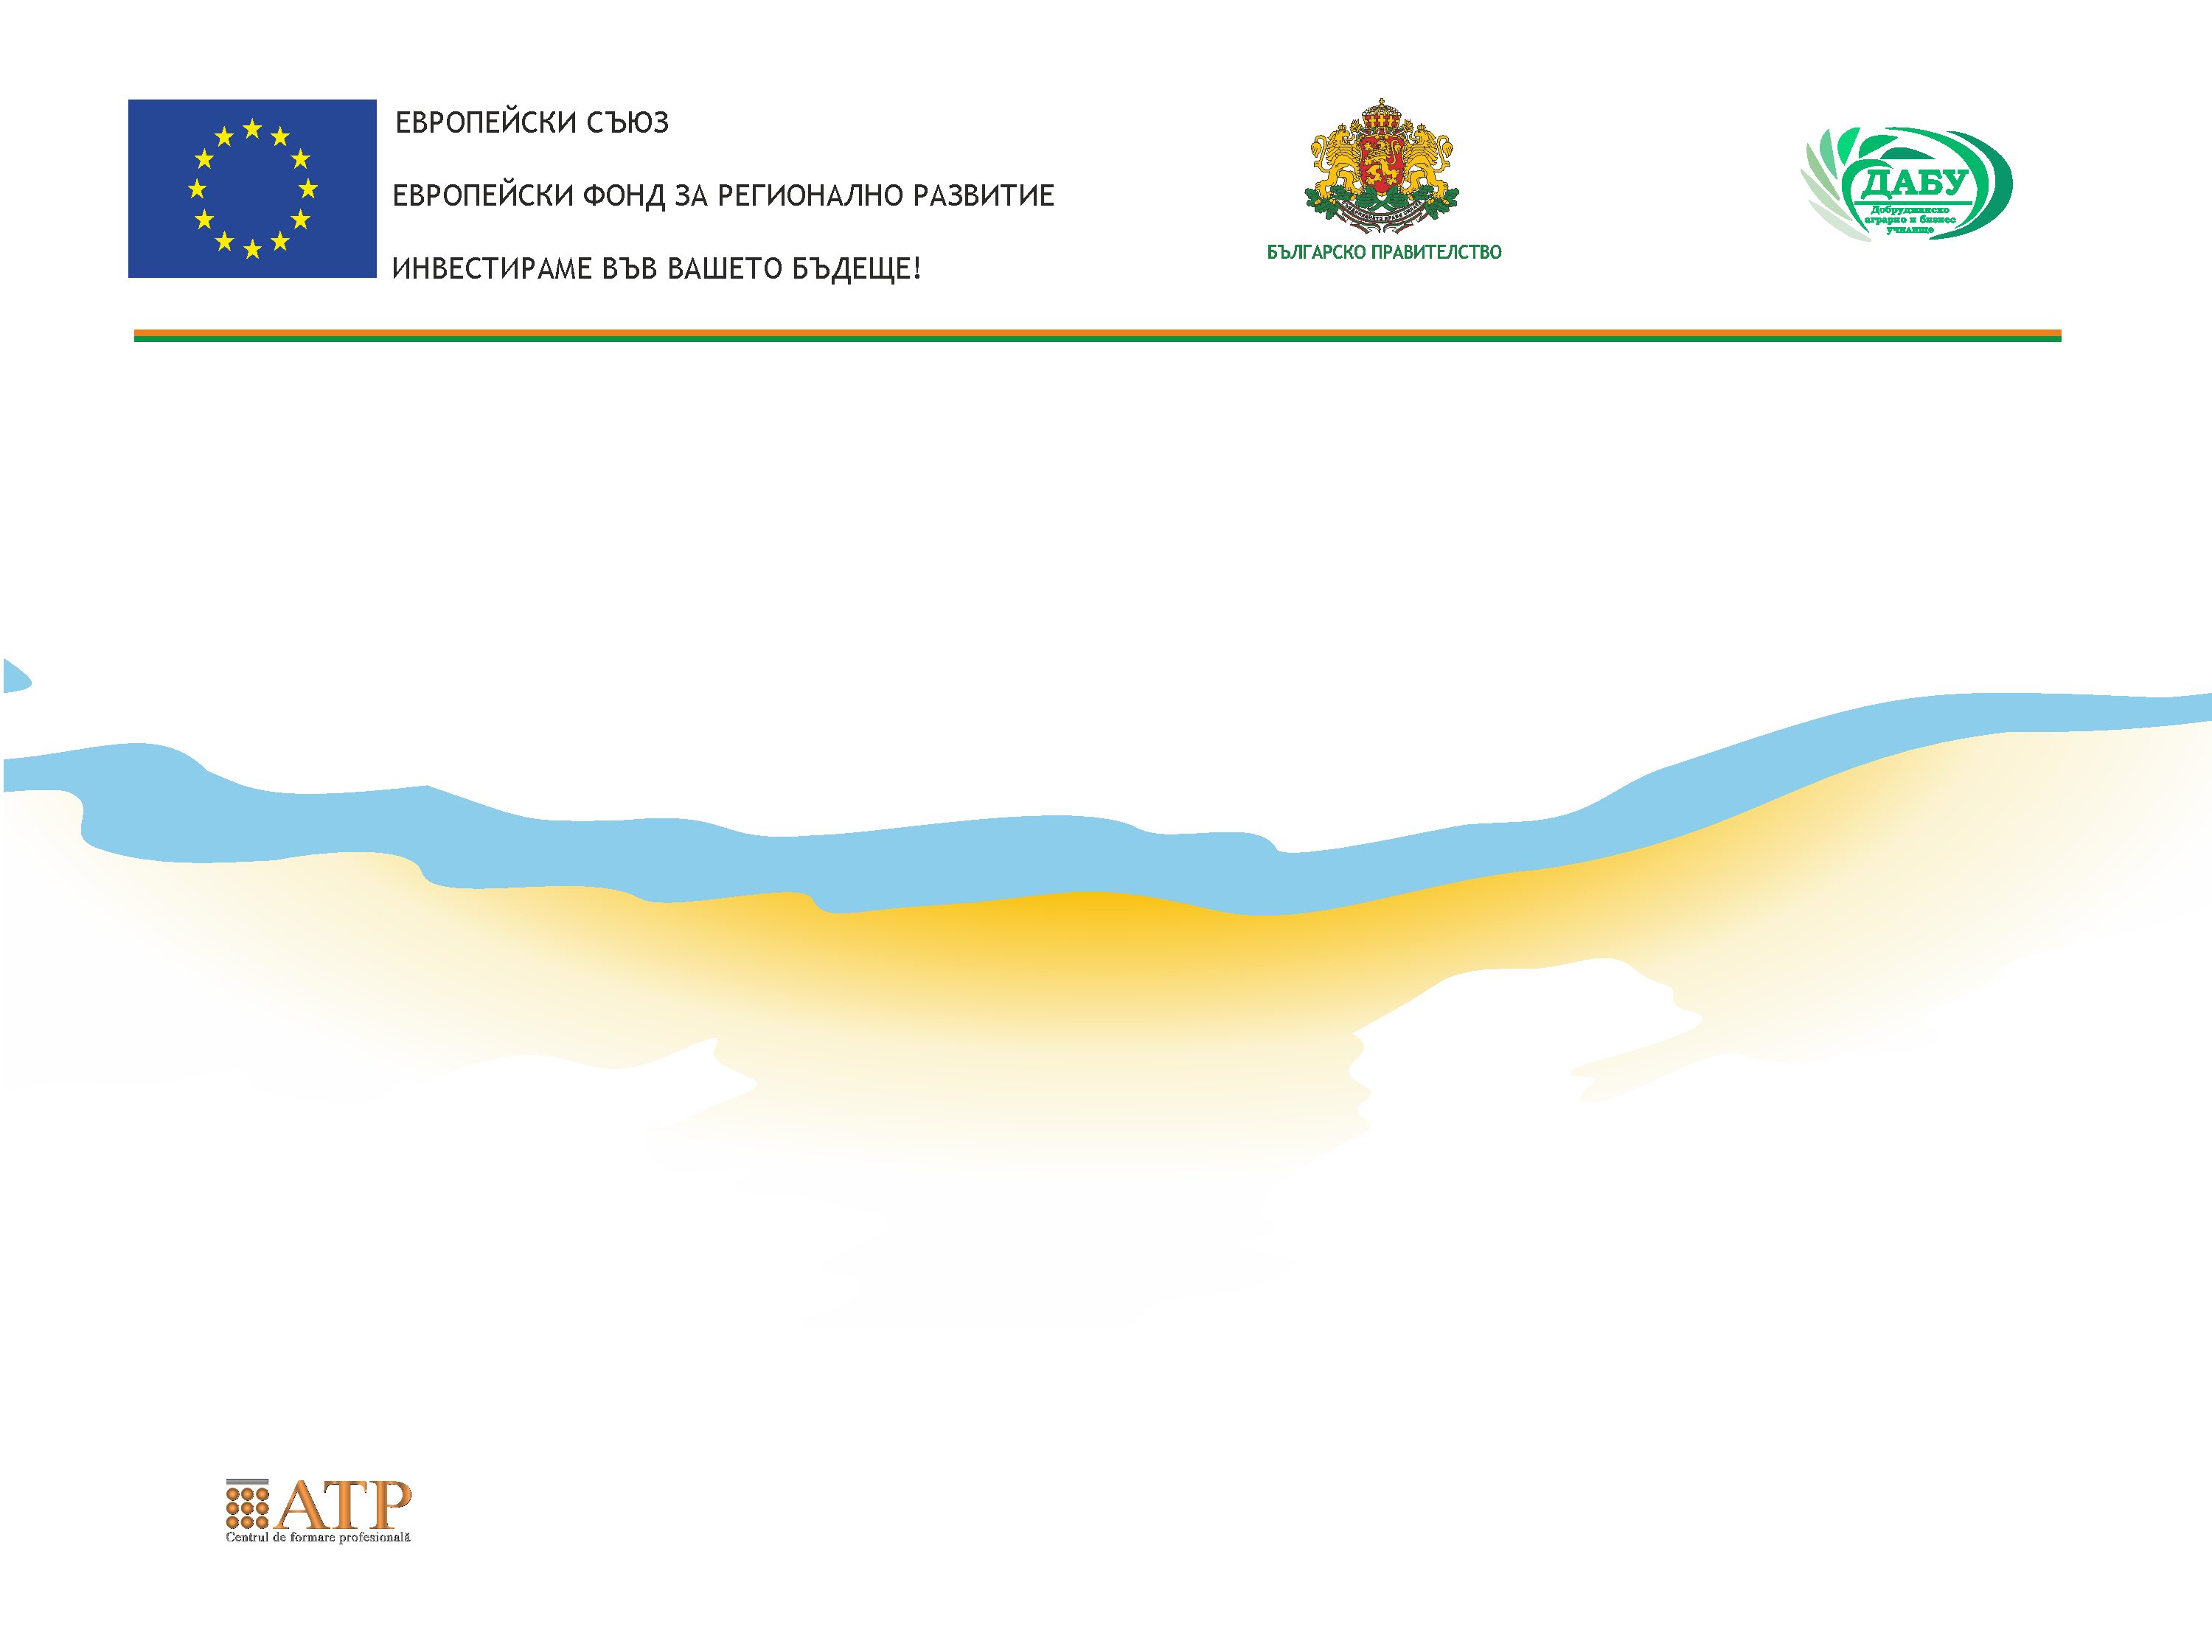 ЕВРОПЕЙСКИ СЪЮЗ
ЕВРОПЕЙСКИ ФОНД ЗА РЕГИОНАЛНО РАЗВИТИЕ
ИНВЕСТИРАМЕ ВЪВ ВАШЕТО БЪДЕЩЕ!
БЪЛГАРСКО ПРАВИТЕЛСТВО
ДАБУ
Добруджанско
аграрно и бизнес
училище
ATP
Centrul de formare profesională